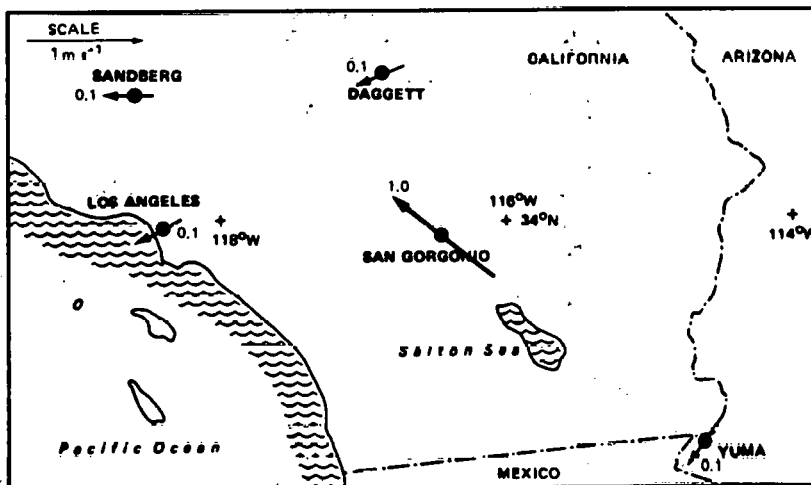 SCALE
1 m s⁻¹
SANDBERG
0.1
0.1
DAGGETT
CALIFORNIA
ARIZONA
LOS ANGELES
0.1
118°W
1.0
116°W
34°N
SAN GORGONIO
114°W
Salton Sea
Pacific Ocean
MEXICO
YUMA
0.1